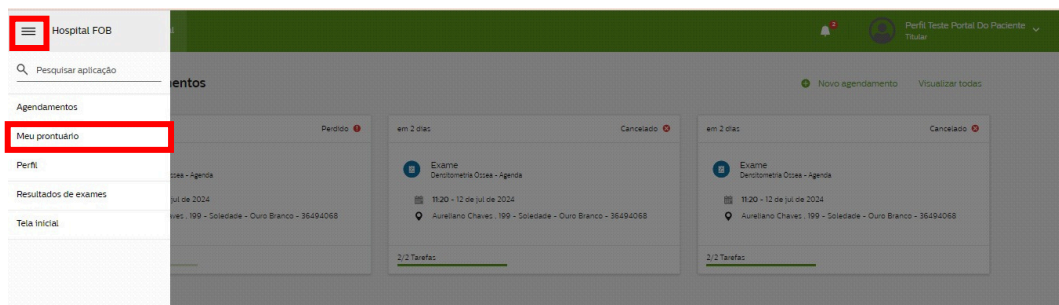 Hospital FOB
Perfil Teste Portal Do Paciente
Titular
2
Pesquisar aplicação
Agendamentos
Meu prontuário
Perfil
Resultados de exames
Tela inicial
entos
Novo agendamento
Visualizar todas
Perdido
ssea - Agenda
jul de 2024
aves , 199 - Soledade - Ouro Branco - 36494068
em 2 dias
Cancelado
Exame
Densitometria Óssea - Agenda
11:20 - 12 de jul de 2024
Aureliano Chaves , 199 - Soledade - Ouro Branco - 36494068
2/2 Tarefas
em 2 dias
Cancelado
Exame
Densitometria Óssea - Agenda
11:20 - 12 de jul de 2024
Aureliano Chaves , 199 - Soledade - Ouro Branco - 36494068
2/2 Tarefas